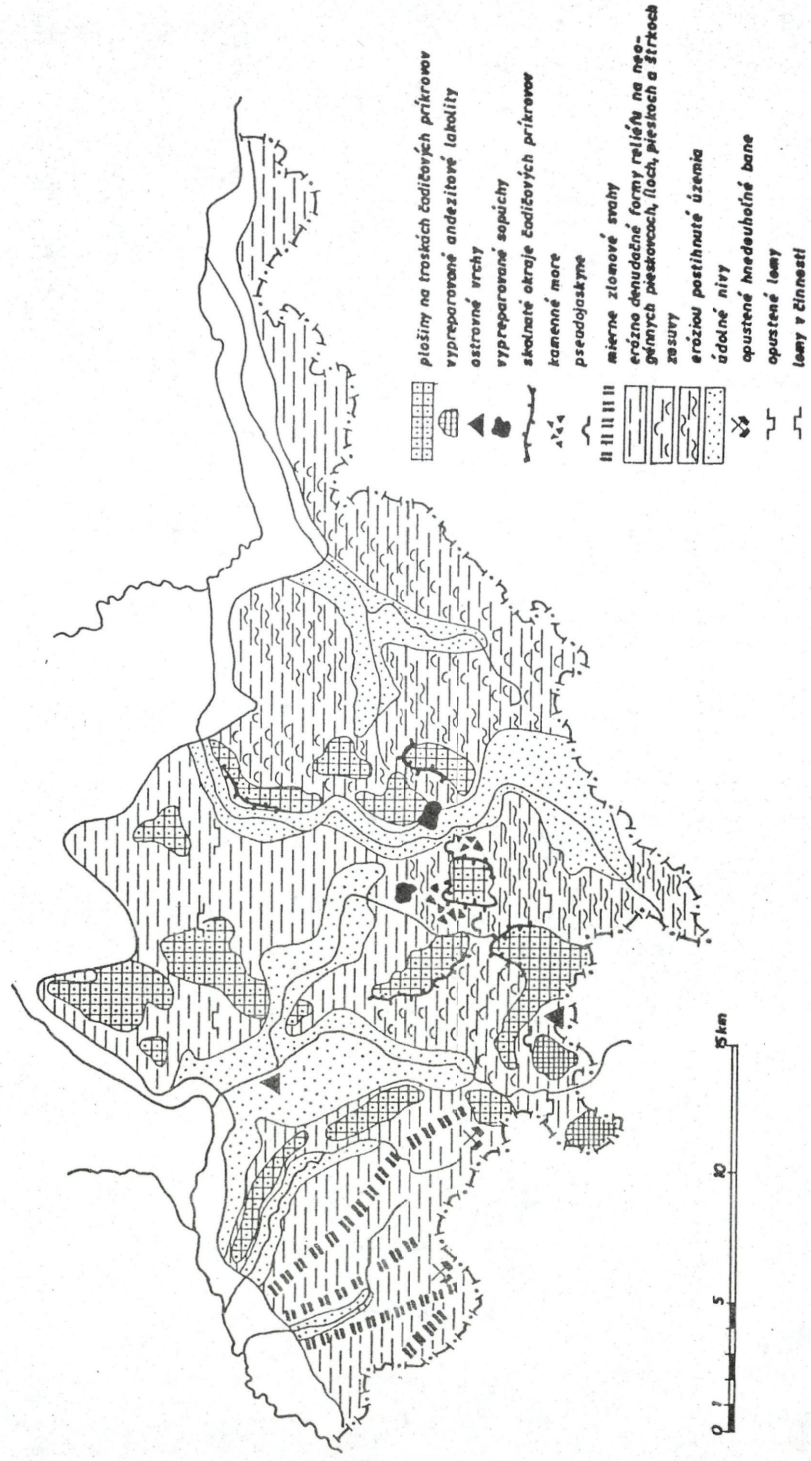 plošiny na troskách čadičových príkrovov
vypreparované andezitové lakolity
ostrovné vrchy
vypreparované sopúchy
skalnaté okraje čadičových príkrovov
kamenné more
pseudojaskyne
mierne zlomové svahy
erózno denudačné formy reliéfu na neo-
génnych pieskovcoch, íloch, pieskoch a štrkoch
zosuvy
eróziou postihnuté územia
údolné nivy
opustené hnedouhoľné bane
opustené lomy
lomy v činnosti
0 5 10 15 km